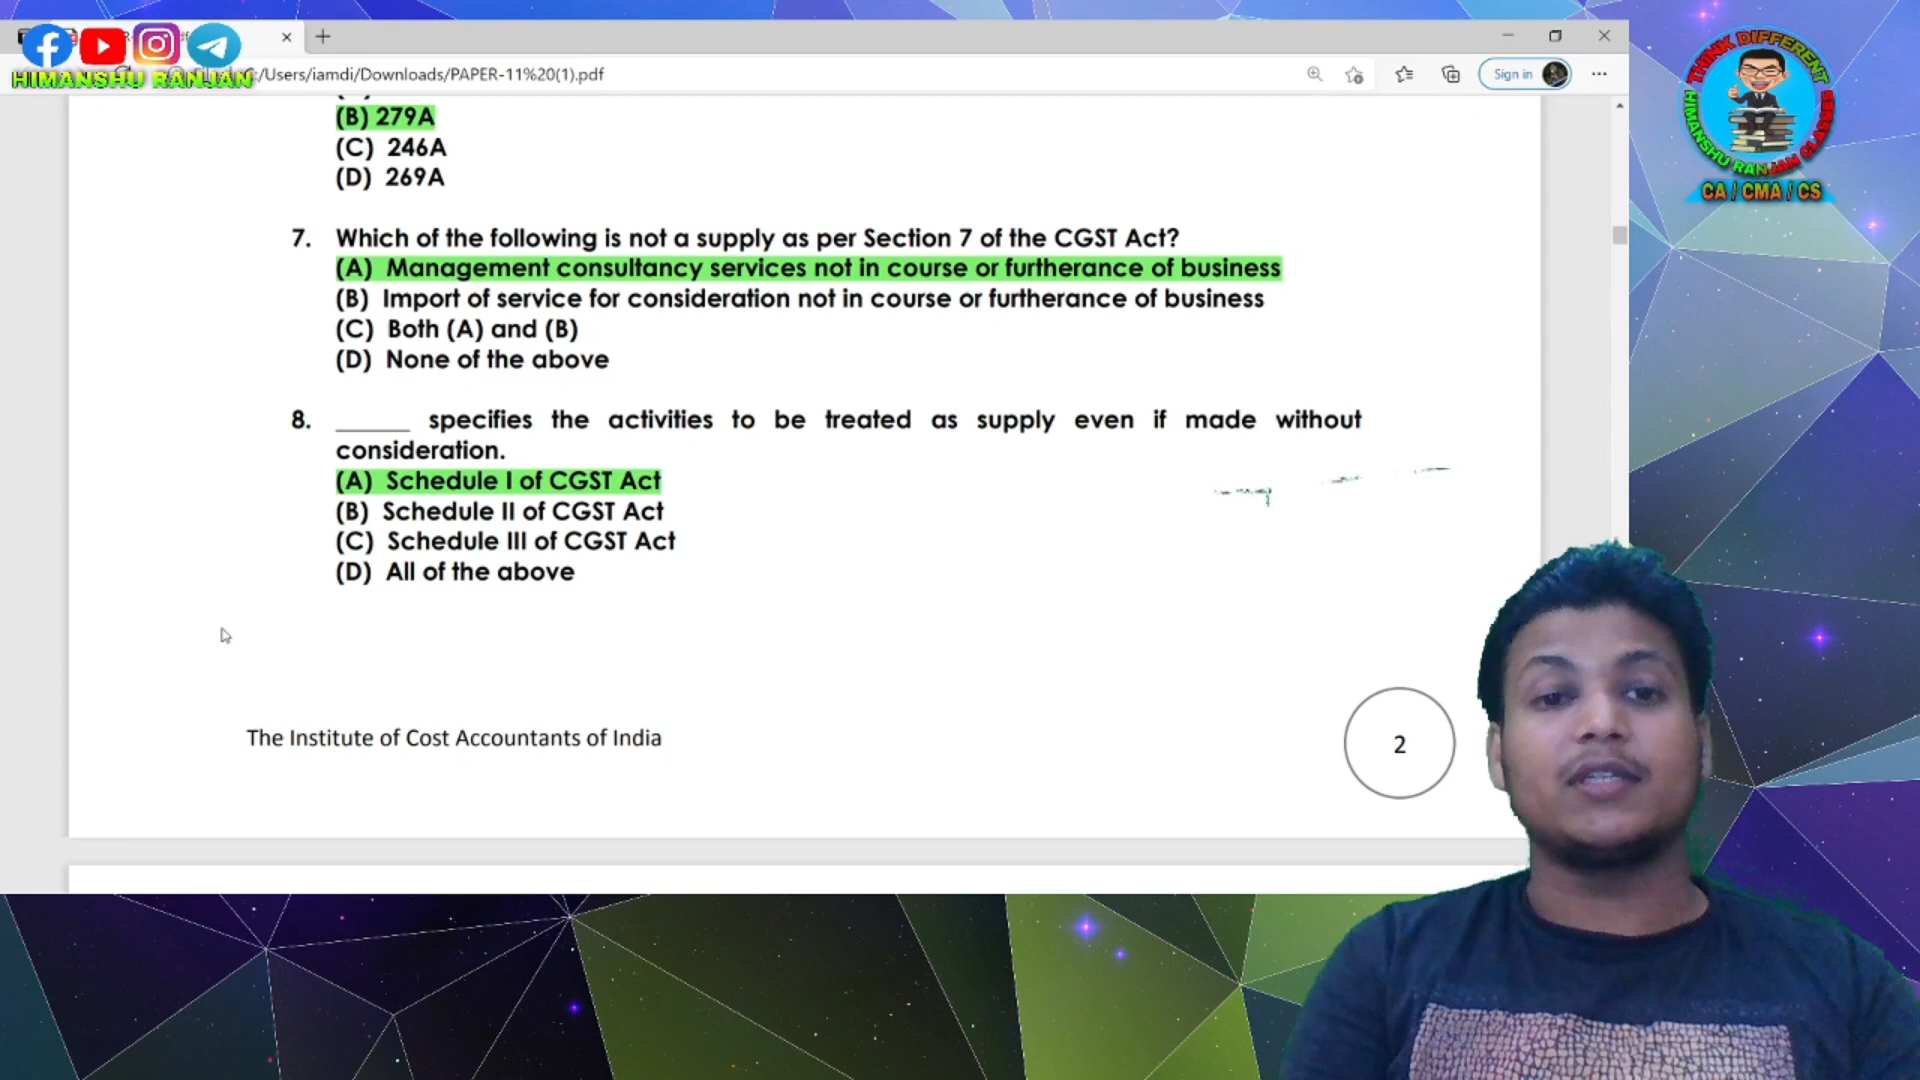 HIMANSHU RANJAN
:/Users/iamdi/Downloads/PAPER-11%20(1).pdf
Sign in
THINK DIFFERENT
HIMANSHU RANJAN CLASSES
CA / CMA / CS
(B) 279A
(C) 246A
(D) 269A
7. Which of the following is not a supply as per Section 7 of the CGST Act?
(A) Management consultancy services not in course or furtherance of business
(B) Import of service for consideration not in course or furtherance of business
(C) Both (A) and (B)
(D) None of the above
8. ______ specifies the activities to be treated as supply even if made without
consideration.
(A) Schedule I of CGST Act
(B) Schedule II of CGST Act
(C) Schedule III of CGST Act
(D) All of the above
The Institute of Cost Accountants of India
2